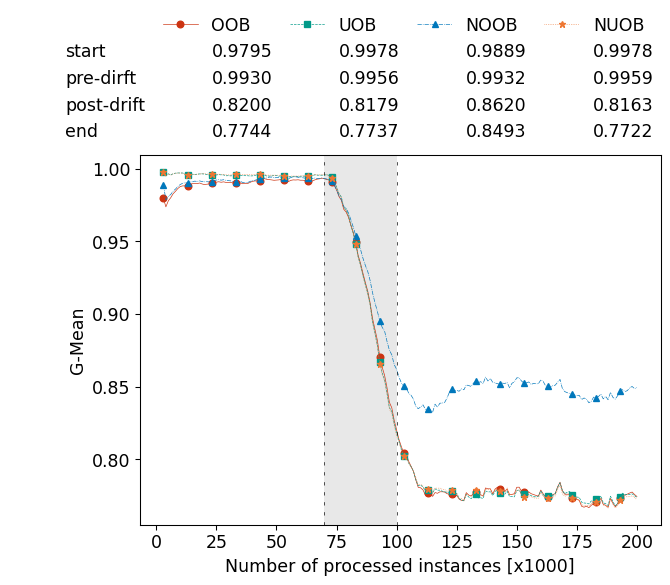 OOB UOB NOOB NUOB
start 0.9795 0.9978 0.9889 0.9978
pre-dirft 0.9930 0.9956 0.9932 0.9959
post-drift 0.8200 0.8179 0.8620 0.8163
end 0.7744 0.7737 0.8493 0.7722
1.00
0.95
0.90
0.85
0.80
G-Mean
0 25 50 75 100 125 150 175 200
Number of processed instances [x1000]